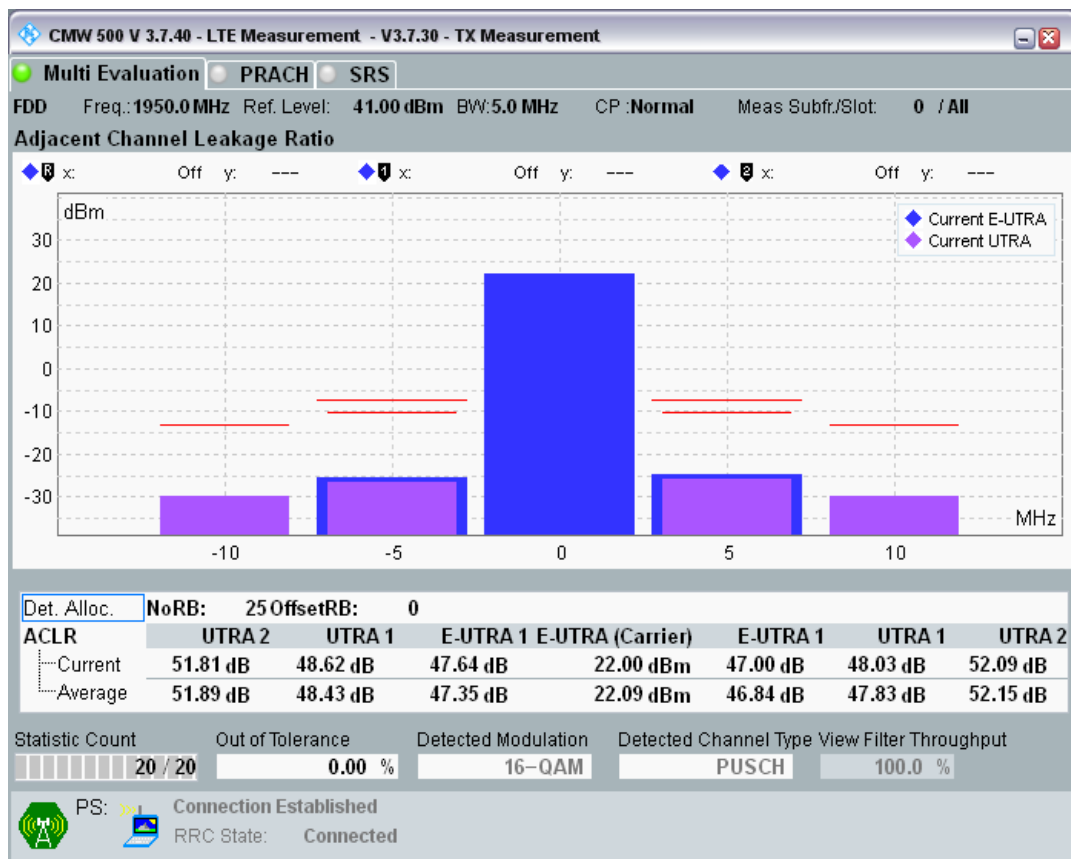 CMW 500 V 3.7.40 - LTE Measurement - V3.7.30 - TX Measurement
Multi Evaluation PRACH SRS
FDD Freq.: 1950.0 MHz Ref. Level: 41.00 dBm BW: 5.0 MHz CP : Normal Meas Subfr./Slot: 0 / All
Adjacent Channel Leakage Ratio
R x: Off y: --- 1 x: Off y: --- 2 x: Off y: ---
dBm
Current E-UTRA
Current UTRA
30
20
10
0
-10
-20
-30
MHz
-10 -5 0 5 10
Det. Alloc. NoRB: 25 OffsetRB: 0
ACLR UTRA 2 UTRA 1 E-UTRA 1 E-UTRA (Carrier) E-UTRA 1 UTRA 1 UTRA 2
Current 51.81 dB 48.62 dB 47.64 dB 22.00 dBm 47.00 dB 48.03 dB 52.09 dB
Average 51.89 dB 48.43 dB 47.35 dB 22.09 dBm 46.84 dB 47.83 dB 52.15 dB
Statistic Count Out of Tolerance Detected Modulation Detected Channel Type View Filter Throughput
20 / 20 0.00 % 16-QAM PUSCH 100.0 %
PS: Connection Established
RRC State: Connected